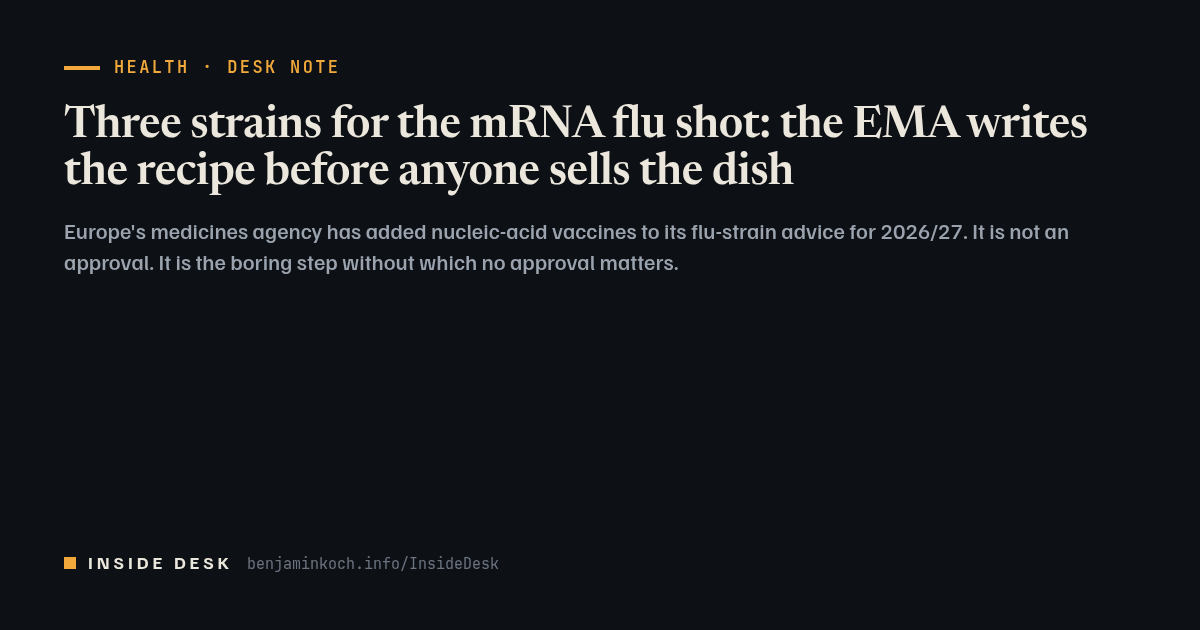 HEALTH · DESK NOTE
Three strains for the mRNA flu shot: the EMA writes
the recipe before anyone sells the dish
Europe's medicines agency has added nucleic-acid vaccines to its flu-strain advice for 2026/27. It is not an
approval. It is the boring step without which no approval matters.
INSIDE DESK benjaminkoch.info/InsideDesk